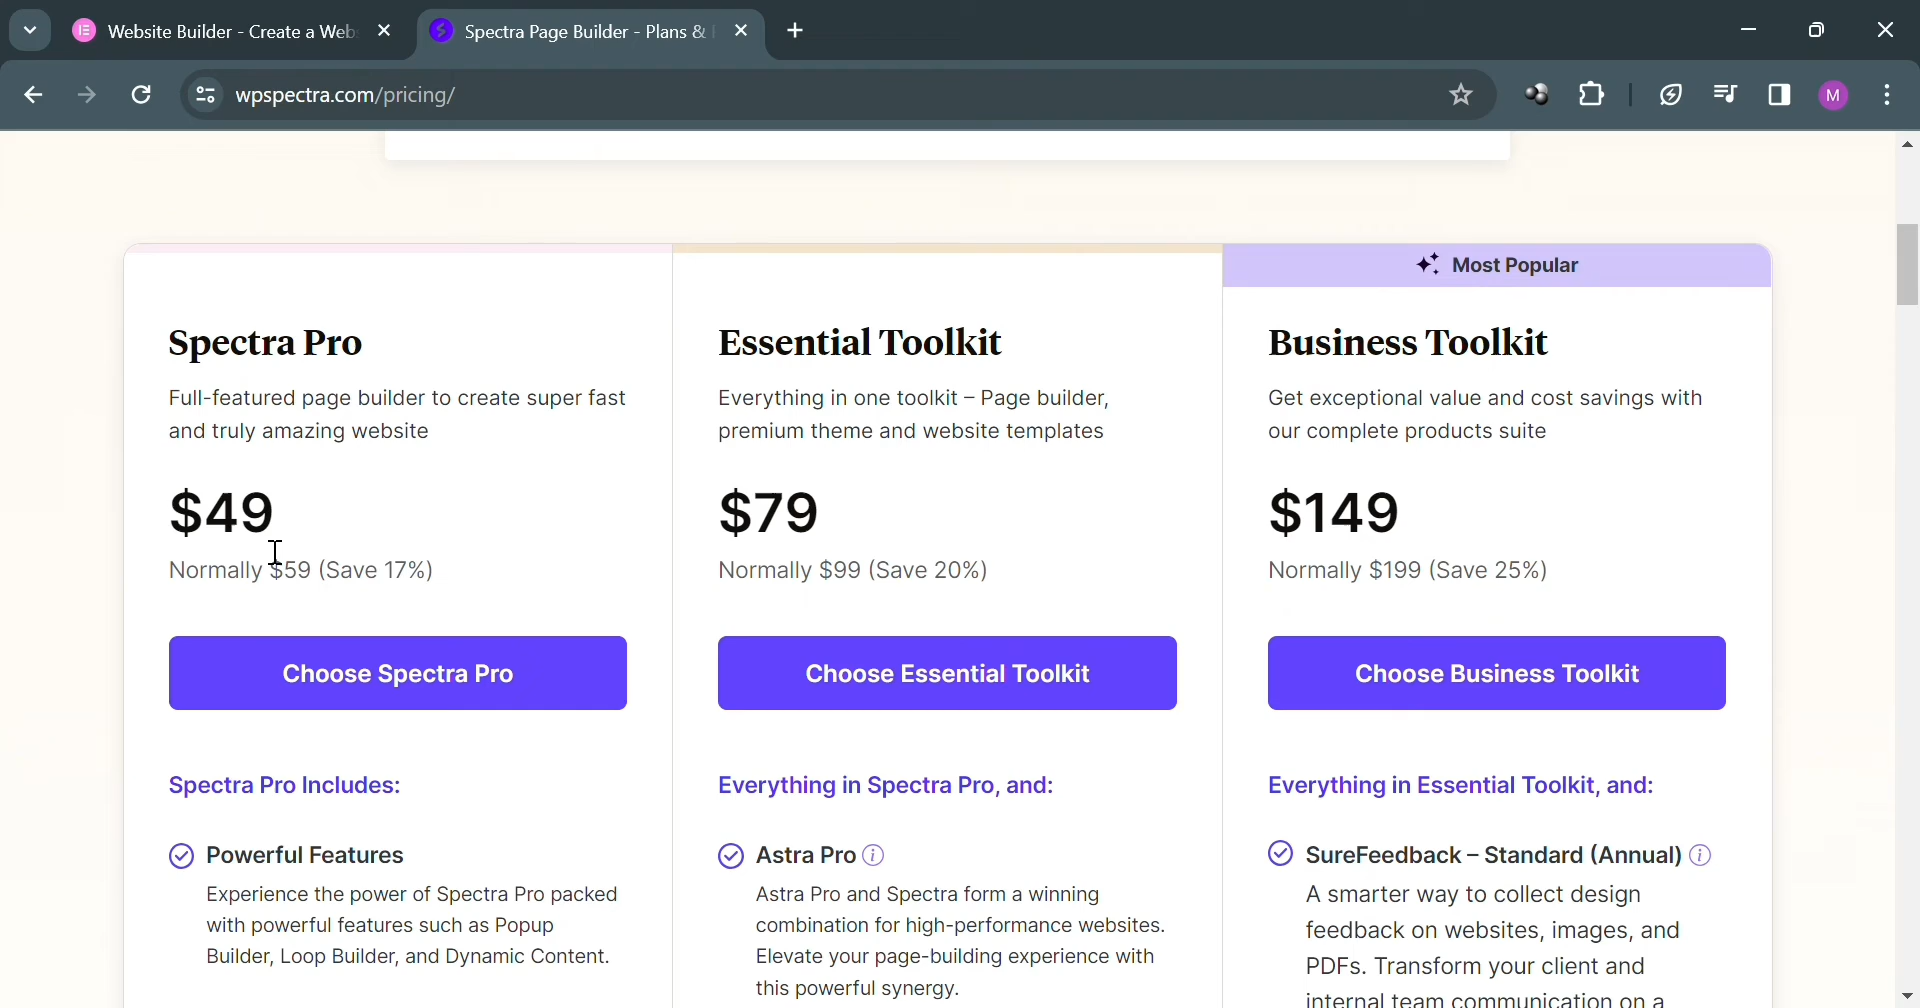 Website Builder - Create a Web
Spectra Page Builder - Plans &
wpspectra.com/pricing/
M
Most Popular
Spectra Pro
Full-featured page builder to create super fast
and truly amazing website
$49
Normally $59 (Save 17%)
Choose Spectra Pro
Spectra Pro Includes:
Powerful Features
Experience the power of Spectra Pro packed
with powerful features such as Popup
Builder, Loop Builder, and Dynamic Content.
Essential Toolkit
Everything in one toolkit – Page builder,
premium theme and website templates
$79
Normally $99 (Save 20%)
Choose Essential Toolkit
Everything in Spectra Pro, and:
Astra Pro
Astra Pro and Spectra form a winning
combination for high-performance websites.
Elevate your page-building experience with
this powerful synergy.
Business Toolkit
Get exceptional value and cost savings with
our complete products suite
$149
Normally $199 (Save 25%)
Choose Business Toolkit
Everything in Essential Toolkit, and:
SureFeedback – Standard (Annual)
A smarter way to collect design
feedback on websites, images, and
PDFs. Transform your client and
internal team communication on a